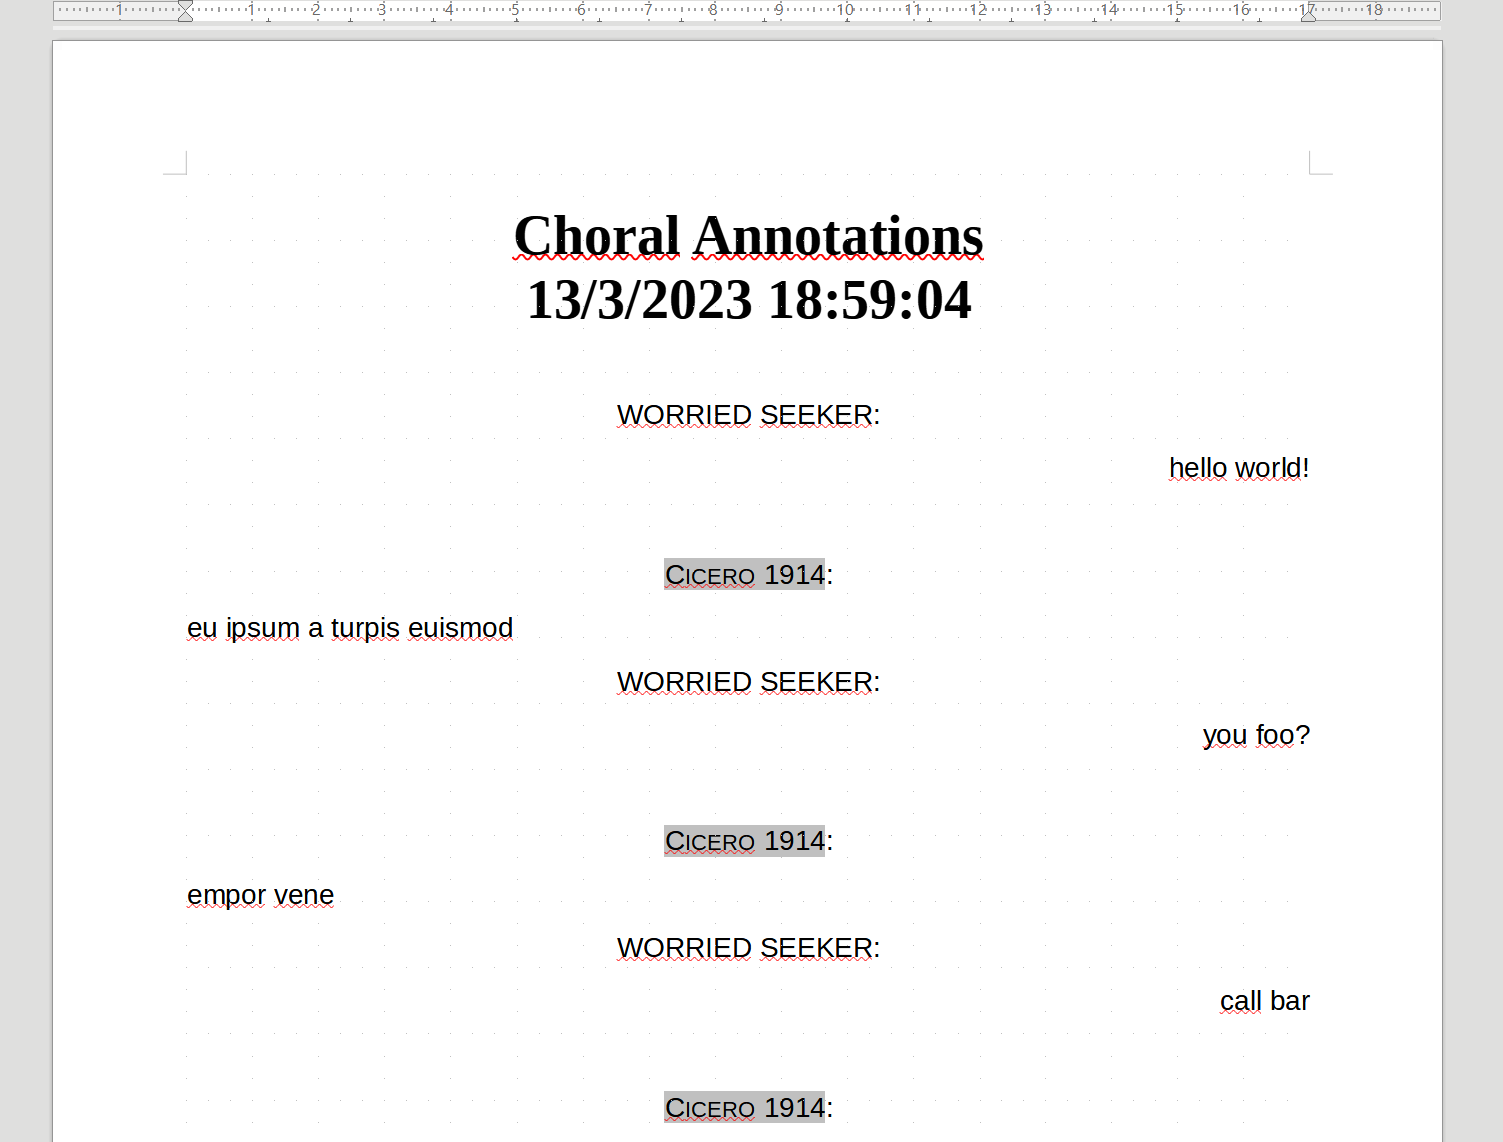 1 1 2 3 4 5 6 7 8 9 10 11 12 13 14 15 16 17 18
Choral Annotations
13/3/2023 18:59:04
WORRIED SEEKER:
hello world!
CICERO 1914:
eu ipsum a turpis euismod
WORRIED SEEKER:
you foo?
CICERO 1914:
empor vene
WORRIED SEEKER:
call bar
CICERO 1914: